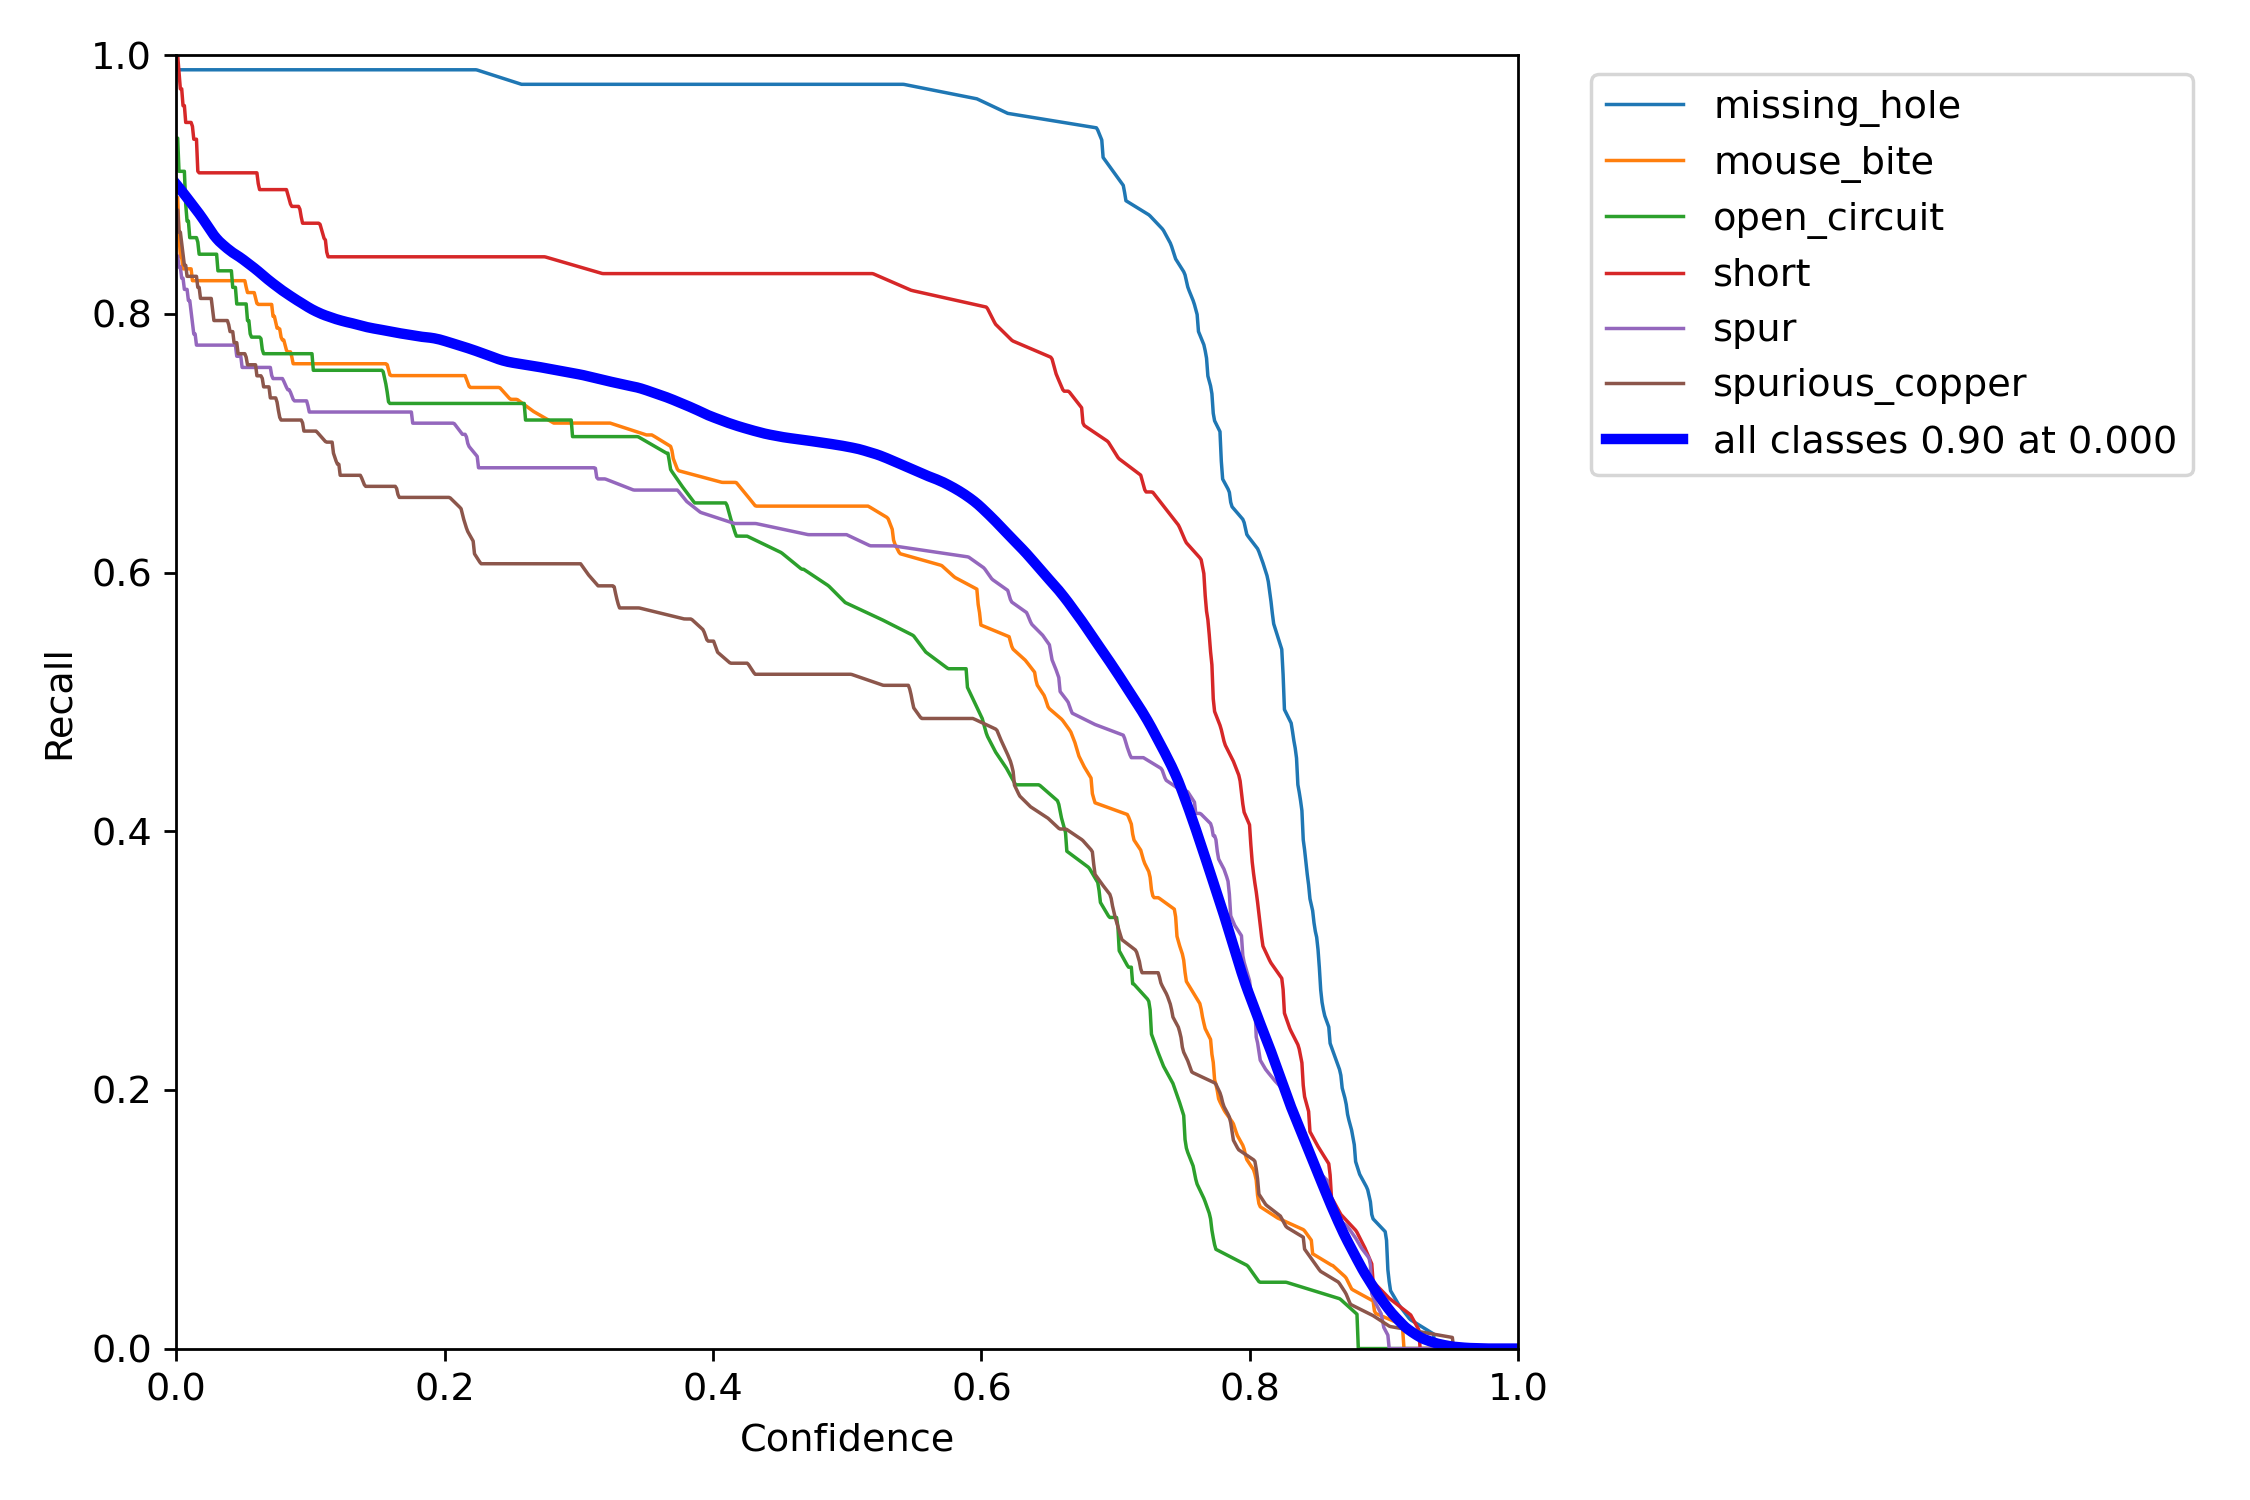 1.0
0.8
0.6
0.4
0.2
0.0
Recall
0.0 0.2 0.4 0.6 0.8 1.0
Confidence
missing_hole
mouse_bite
open_circuit
short
spur
spurious_copper
all classes 0.90 at 0.000